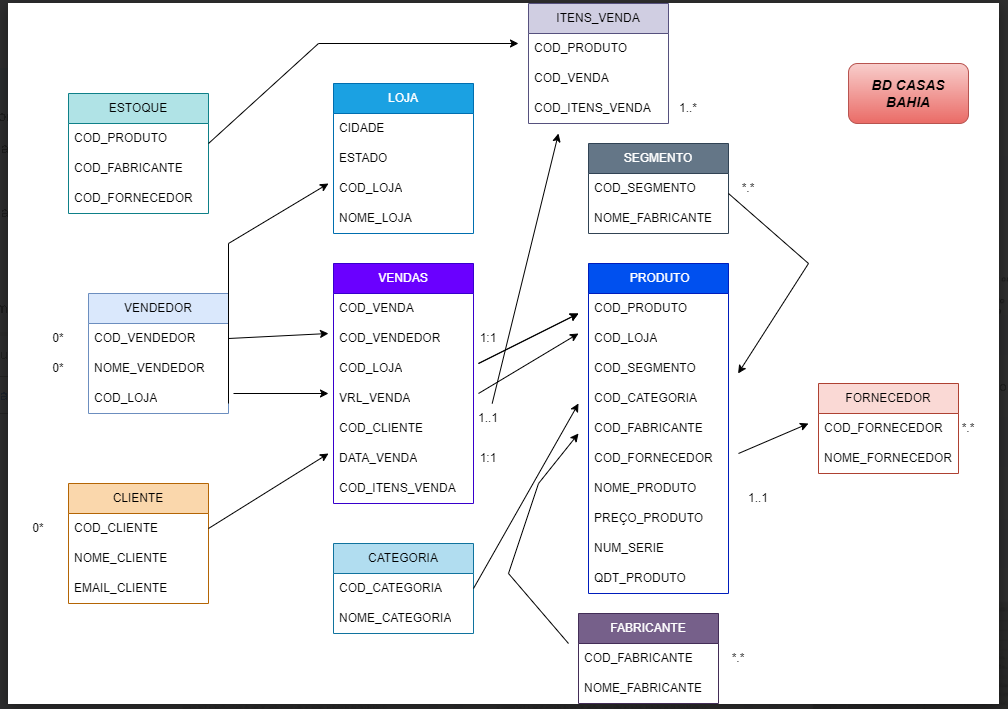 ITENS_VENDA
COD_PRODUTO
COD_VENDA
COD_ITENS_VENDA
1..*
BD CASAS
BAHIA
ESTOQUE
COD_PRODUTO
COD_FABRICANTE
COD_FORNECEDOR
LOJA
CIDADE
ESTADO
COD_LOJA
NOME_LOJA
SEGMENTO
COD_SEGMENTO
*.*
NOME_FABRICANTE
VENDEDOR
0*
COD_VENDEDOR
0*
NOME_VENDEDOR
COD_LOJA
VENDAS
COD_VENDA
COD_VENDEDOR
1:1
COD_LOJA
VRL_VENDA
1..1
COD_CLIENTE
DATA_VENDA
1:1
COD_ITENS_VENDA
PRODUTO
COD_PRODUTO
COD_LOJA
COD_SEGMENTO
COD_CATEGORIA
COD_FABRICANTE
COD_FORNECEDOR
NOME_PRODUTO
1..1
PREÇO_PRODUTO
NUM_SERIE
QDT_PRODUTO
FORNECEDOR
COD_FORNECEDOR
*.*
NOME_FORNECEDOR
CLIENTE
0*
COD_CLIENTE
NOME_CLIENTE
EMAIL_CLIENTE
CATEGORIA
COD_CATEGORIA
NOME_CATEGORIA
FABRICANTE
COD_FABRICANTE
*.*
NOME_FABRICANTE